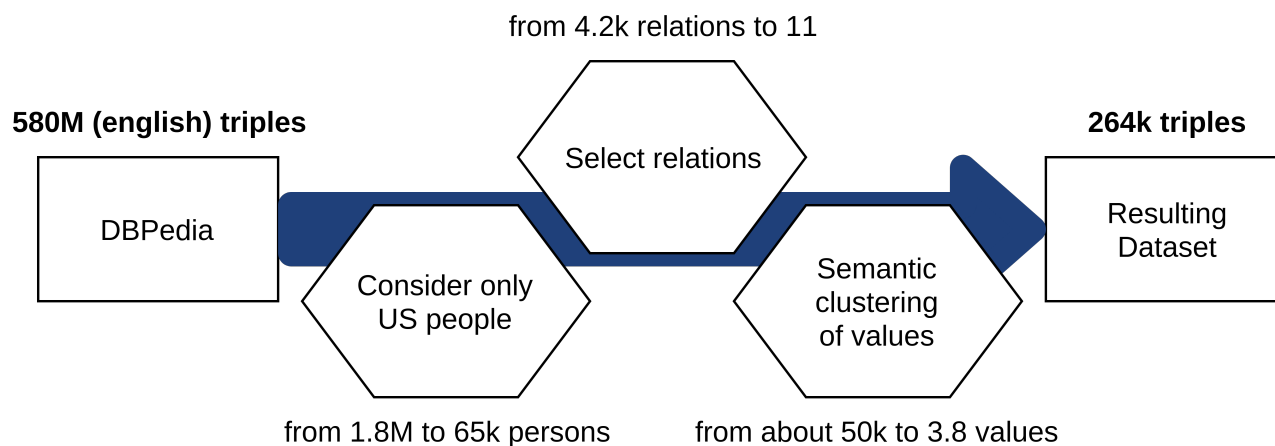 from 4.2k relations to 11
580M (english) triples
264k triples
Select relations
DBPedia
Resulting
Dataset
Consider only
US people
Semantic
clustering
of values
from 1.8M to 65k persons
from about 50k to 3.8 values